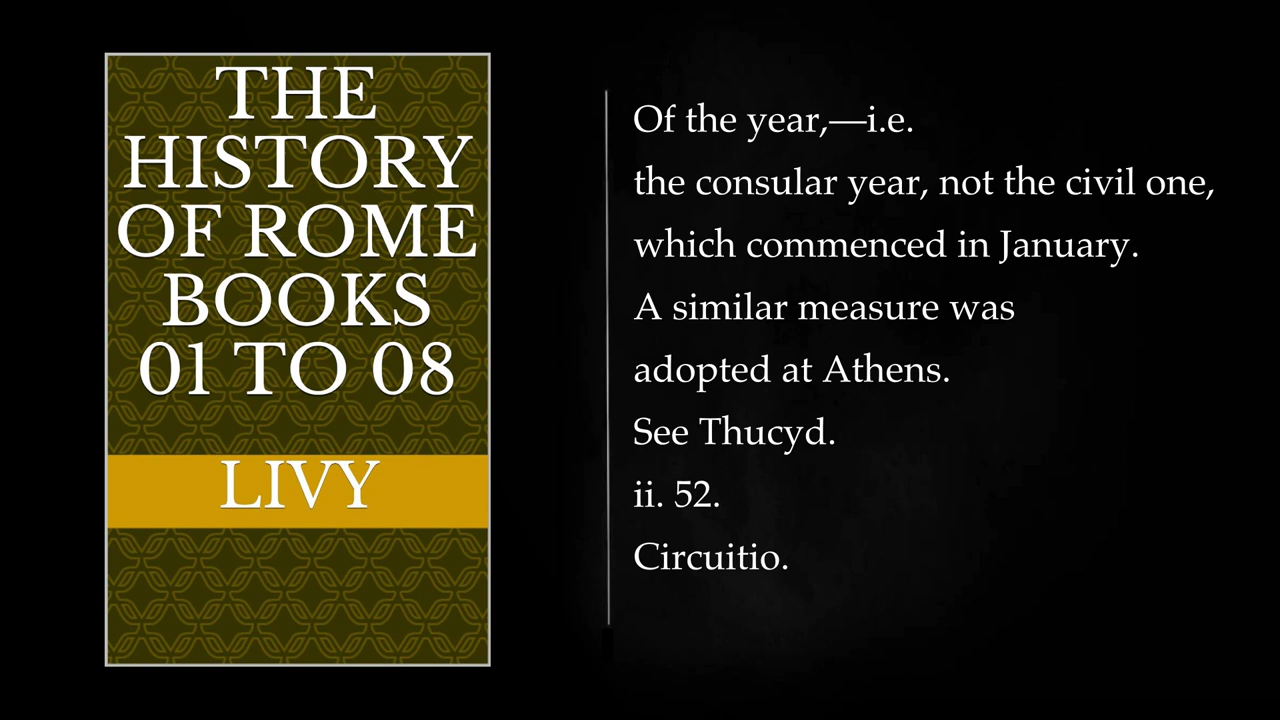 THE
HISTORY
OF ROME
BOOKS
01 TO 08
LIVY
Of the year,—i.e.
the consular year, not the civil one,
which commenced in January.
A similar measure was
adopted at Athens.
See Thucyd.
ii. 52.
Circuitio.